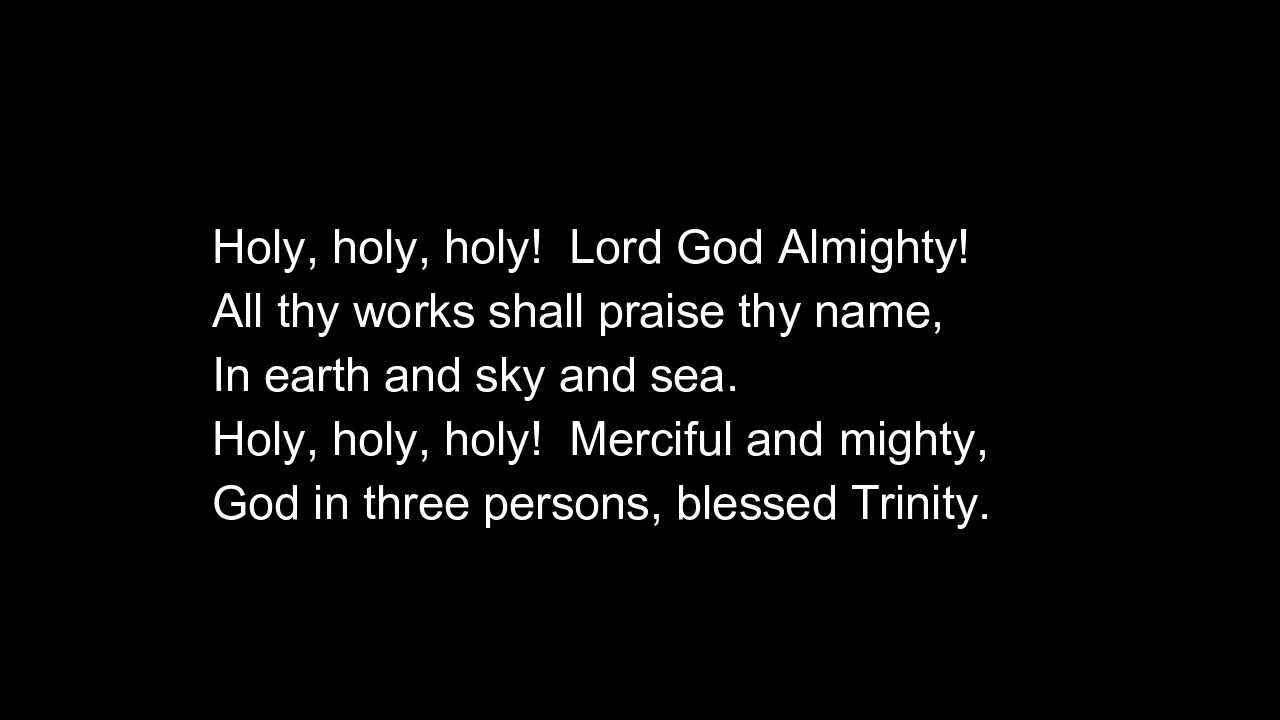 Holy, holy, holy!  Lord God Almighty!
All thy works shall praise thy name,
In earth and sky and sea.
Holy, holy, holy!  Merciful and mighty,
God in three persons, blessed Trinity.